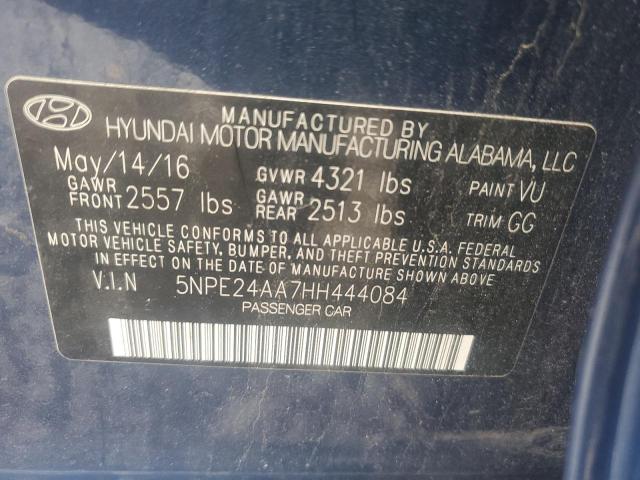 MANUFACTURED BY
HYUNDAI MOTOR MANUFACTURING ALABAMA, LLC
May/14/16 GVWR 4321 lbs PAINT VU
GAWR FRONT 2557 lbs GAWR REAR 2513 lbs TRIM GG
THIS VEHICLE CONFORMS TO ALL APPLICABLE U.S.A. FEDERAL
MOTOR VEHICLE SAFETY, BUMPER, AND THEFT PREVENTION STANDARDS
IN EFFECT ON THE DATE OF MANUFACTURE SHOWN ABOVE.
V.I.N 5NPE24AA7HH444084
PASSENGER CAR